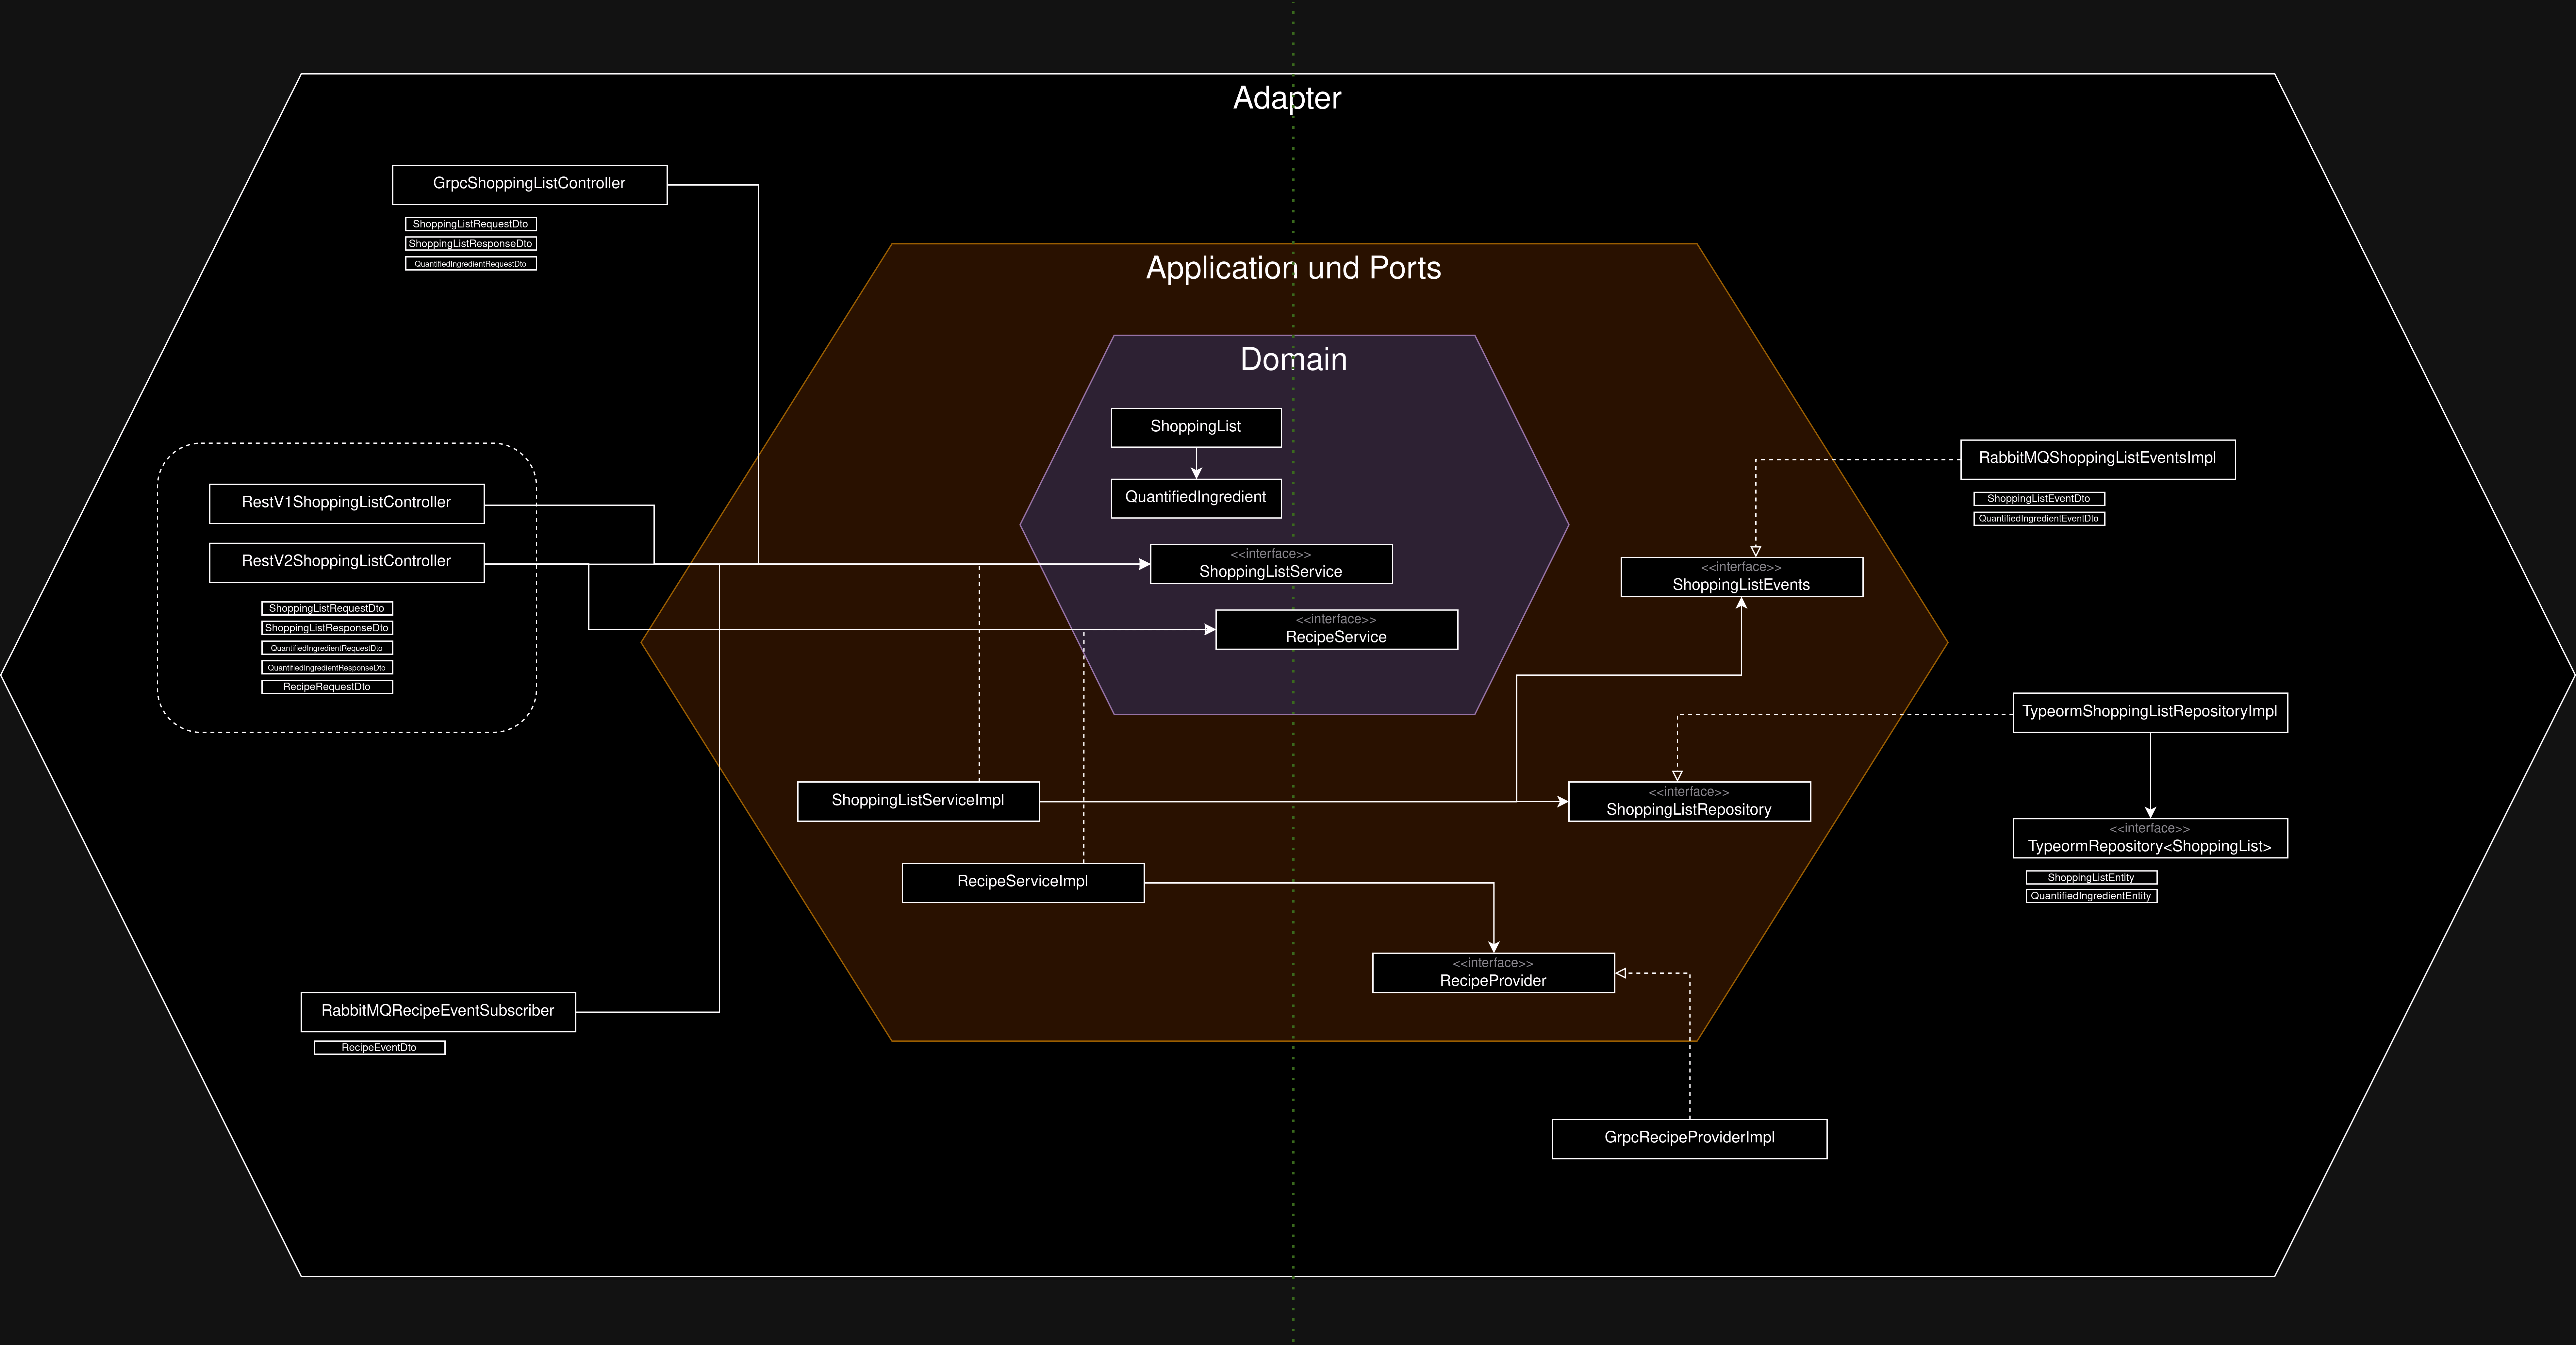 Adapter
GrpcShoppingListController
ShoppingListRequestDto
ShoppingListResponseDto
QuantifiedIngredientRequestDto
Application und Ports
Domain
ShoppingList
QuantifiedIngredient
<<interface>>
ShoppingListService
<<interface>>
RecipeService
RestV1ShoppingListController
RestV2ShoppingListController
ShoppingListRequestDto
ShoppingListResponseDto
QuantifiedIngredientRequestDto
QuantifiedIngredientResponseDto
RecipeRequestDto
RabbitMQShoppingListEventsImpl
ShoppingListEventDto
QuantifiedIngredientEventDto
<<interface>>
ShoppingListEvents
TypeormShoppingListRepositoryImpl
ShoppingListServiceImpl
<<interface>>
ShoppingListRepository
<<interface>>
TypeormRepository<ShoppingList>
ShoppingListEntity
QuantifiedIngredientEntity
RecipeServiceImpl
<<interface>>
RecipeProvider
RabbitMQRecipeEventSubscriber
RecipeEventDto
GrpcRecipeProviderImpl